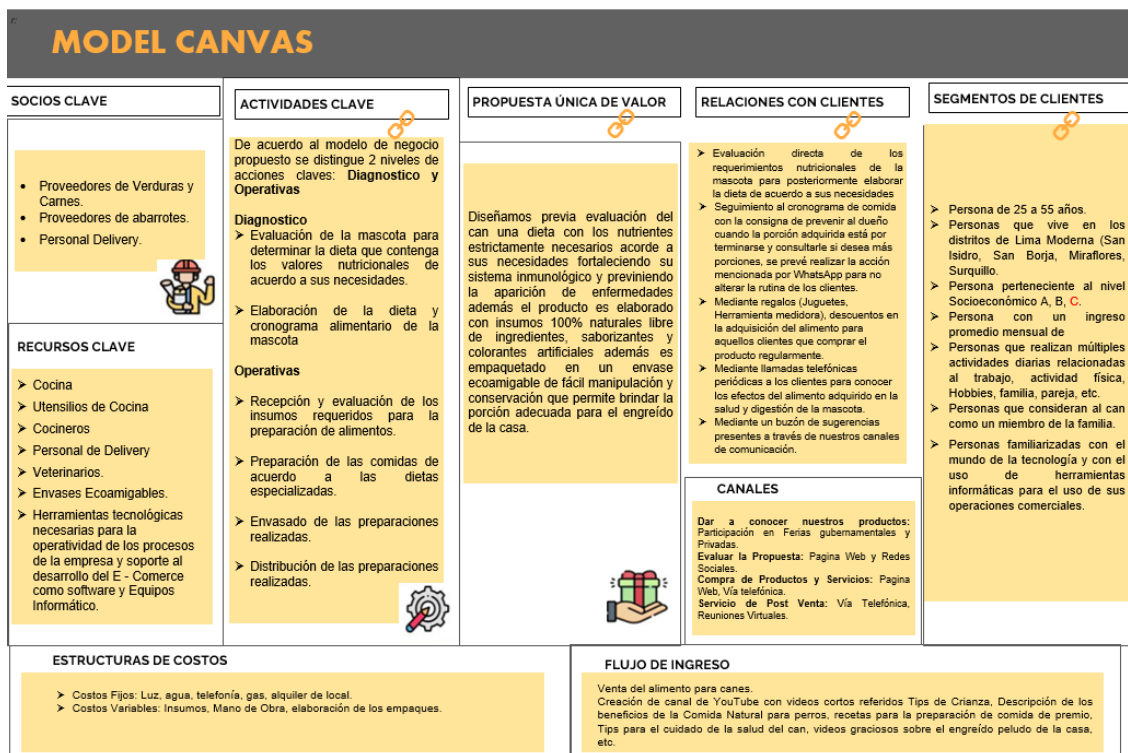 MODEL CANVAS
SOCIOS CLAVE
• Proveedores de Verduras y
Carnes.
• Proveedores de abarrotes.
• Personal Delivery.
RECURSOS CLAVE
➤ Cocina
➤ Utensilios de Cocina
➤ Cocineros
➤ Personal de Delivery
➤ Veterinarios.
➤ Envases Ecoamigables.
➤ Herramientas tecnológicas
necesarias para la
operatividad de los procesos
de la empresa y soporte al
desarrollo del E - Comerce
como software y Equipos
Informático.
ACTIVIDADES CLAVE
De acuerdo al modelo de negocio
propuesto se distingue 2 niveles de
acciones claves: Diagnostico y
Operativas
Diagnostico
➤ Evaluación de la mascota para
determinar la dieta que contenga
los valores nutricionales de
acuerdo a sus necesidades.
➤ Elaboración de la dieta y
cronograma alimentario de la
mascota
Operativas
➤ Recepción y evaluación de los
insumos requeridos para la
preparación de alimentos.
➤ Preparación de las comidas de
acuerdo a las dietas
especializadas.
➤ Envasado de las preparaciones
realizadas.
➤ Distribución de las preparaciones
realizadas.
PROPUESTA ÚNICA DE VALOR
Diseñamos previa evaluación del
can una dieta con los nutrientes
estrictamente necesarios acorde a
sus necesidades fortaleciendo su
sistema inmunológico y previniendo
la aparición de enfermedades
además el producto es elaborado
con insumos 100% naturales libre
de ingredientes, saborizantes y
colorantes artificiales además es
empaquetado en un envase
ecoamigable de fácil manipulación y
conservación que permite brindar la
porción adecuada para el engreído
de la casa.
RELACIONES CON CLIENTES
➤ Evaluación directa de los
requerimientos nutricionales de la
mascota para posteriormente elaborar
la dieta de acuerdo a sus necesidades
➤ Seguimiento al cronograma de comida
con la consigna de prevenir al dueño
cuando la porción adquirida está por
terminarse y consultarle si desea más
porciones, se prevé realizar la acción
mencionada por WhatsApp para no
alterar la rutina de los clientes.
➤ Mediante regalos (Juguetes,
Herramienta medidora), descuentos en
la adquisición del alimento para
aquellos clientes que comprar el
producto regularmente.
➤ Mediante llamadas telefónicas
periódicas a los clientes para conocer
los efectos del alimento adquirido en la
salud y digestión de la mascota.
➤ Mediante un buzón de sugerencias
presentes a través de nuestros canales
de comunicación.
CANALES
Dar a conocer nuestros productos:
Participación en Ferias gubernamentales y
Privadas.
Evaluar la Propuesta: Pagina Web y Redes
Sociales.
Compra de Productos y Servicios: Pagina
Web, Vía telefónica.
Servicio de Post Venta: Vía Telefónica,
Reuniones Virtuales.
SEGMENTOS DE CLIENTES
➤ Persona de 25 a 55 años.
➤ Personas que vive en los
distritos de Lima Moderna (San
Isidro, San Borja, Miraflores,
Surquillo.
➤ Persona perteneciente al nivel
Socioeconómico A, B, C.
➤ Persona con un ingreso
promedio mensual de
➤ Personas que realizan múltiples
actividades diarias relacionadas
al trabajo, actividad física,
Hobbies, familia, pareja, etc.
➤ Personas que consideran al can
como un miembro de la familia.
➤ Personas familiarizadas con el
mundo de la tecnología y con el
uso de herramientas
informáticas para el uso de sus
operaciones comerciales.
ESTRUCTURAS DE COSTOS
➤ Costos Fijos: Luz, agua, telefonía, gas, alquiler de local.
➤ Costos Variables: Insumos, Mano de Obra, elaboración de los empaques.
FLUJO DE INGRESO
Venta del alimento para canes.
Creación de canal de YouTube con videos cortos referidos Tips de Crianza, Descripción de los
beneficios de la Comida Natural para perros, recetas para la preparación de comida de premio,
Tips para el cuidado de la salud del can, videos graciosos sobre el engreído peludo de la casa,
etc.